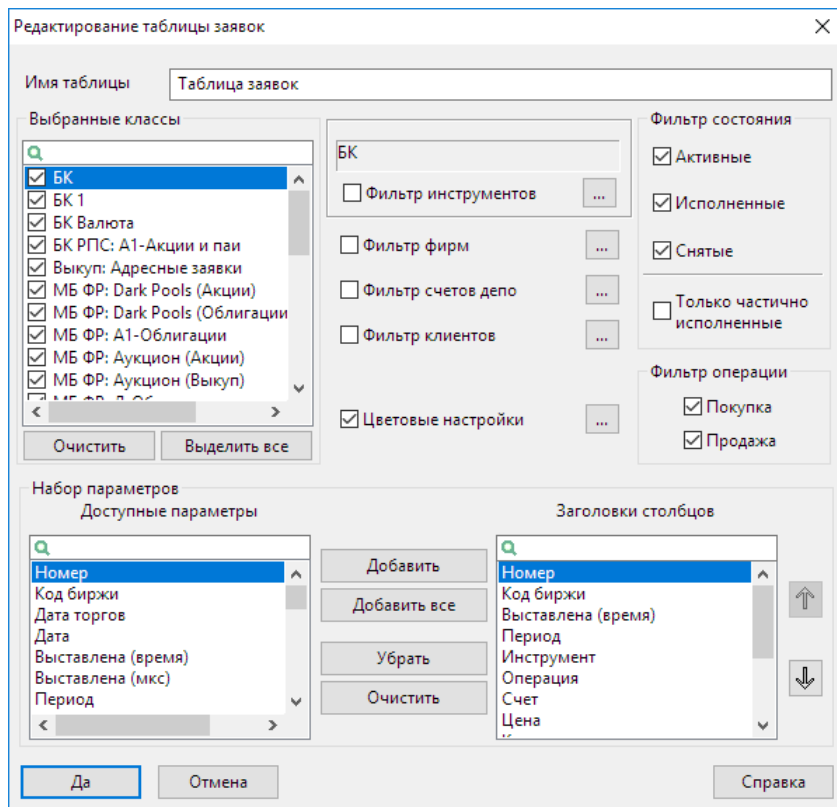 Редактирование таблицы заявок
Имя таблицы
Таблица заявок
Выбранные классы
БК
БК 1
БК Валюта
БК РПС: А1-Акции и паи
Выкуп: Адресные заявки
МБ ФР: Dark Pools (Акции)
МБ ФР: Dark Pools (Облигации
МБ ФР: А1-Облигации
МБ ФР: Аукцион (Акции)
МБ ФР: Аукцион (Выкуп)
Очистить
Выделить все
БК
Фильтр инструментов
...
Фильтр фирм
...
Фильтр счетов депо
...
Фильтр клиентов
...
Цветовые настройки
...
Фильтр состояния
Активные
Исполненные
Снятые
Только частично
исполненные
Фильтр операции
Покупка
Продажа
Набор параметров
Доступные параметры
Номер
Код биржи
Дата торгов
Дата
Выставлена (время)
Выставлена (мкс)
Период
Добавить
Добавить все
Убрать
Очистить
Заголовки столбцов
Номер
Код биржи
Выставлена (время)
Период
Инструмент
Операция
Счет
Цена
Да
Отмена
Справка